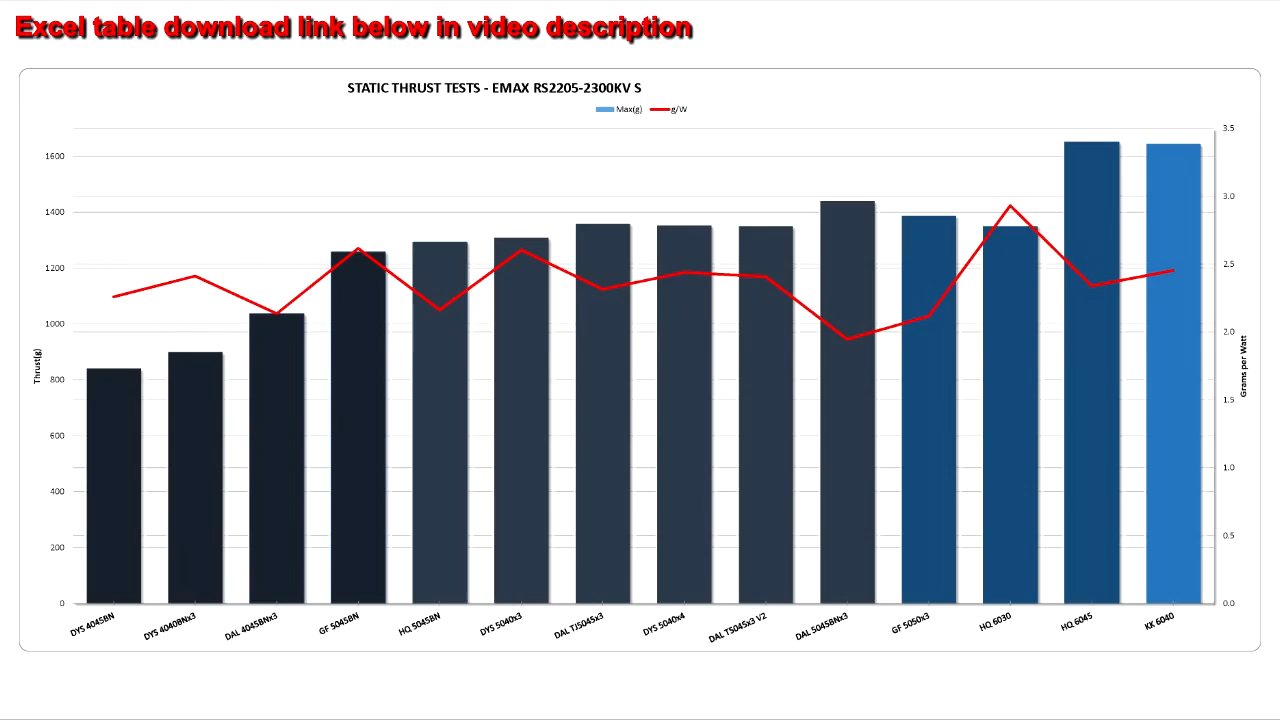 Excel table download link below in video description
STATIC THRUST TESTS - EMAX RS2205-2300KV S
Max(g) g/W
1600
1400
1200
1000
800
600
400
200
0
Thrust(g)
3.5
3.0
2.5
2.0
1.5
1.0
0.5
0.0
Grams per Watt
DYS 4045BN
DYS 4040BNx3
DAL 4045BNx3
GF 5045BN
HQ 5045BN
DYS 5040x3
DAL TJ5045x3
DYS 5040x4
DAL T5045x3 V2
DAL 5045BNx3
GF 5050x3
HQ 6030
HQ 6045
KK 6040